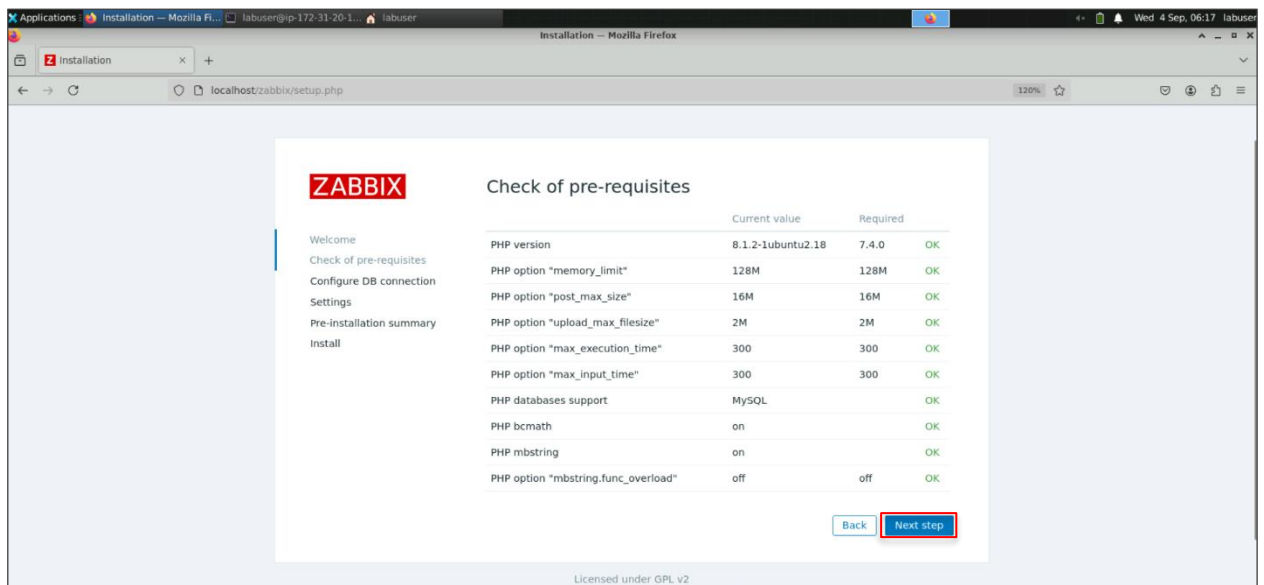 Applications Installation — Mozilla Fi... labuser@ip-172-31-20-1... labuser Wed 4 Sep, 06:17 labuser
Installation — Mozilla Firefox
Z Installation × +
localhost/zabbix/setup.php 120%
ZABBIX
Welcome
Check of pre-requisites
Configure DB connection
Settings
Pre-installation summary
Install
Check of pre-requisites
Current value Required
PHP version 8.1.2-1ubuntu2.18 7.4.0 OK
PHP option "memory_limit" 128M 128M OK
PHP option "post_max_size" 16M 16M OK
PHP option "upload_max_filesize" 2M 2M OK
PHP option "max_execution_time" 300 300 OK
PHP option "max_input_time" 300 300 OK
PHP databases support MySQL OK
PHP bcmath on OK
PHP mbstring on OK
PHP option "mbstring.func_overload" off off OK
Back Next step
Licensed under GPL v2